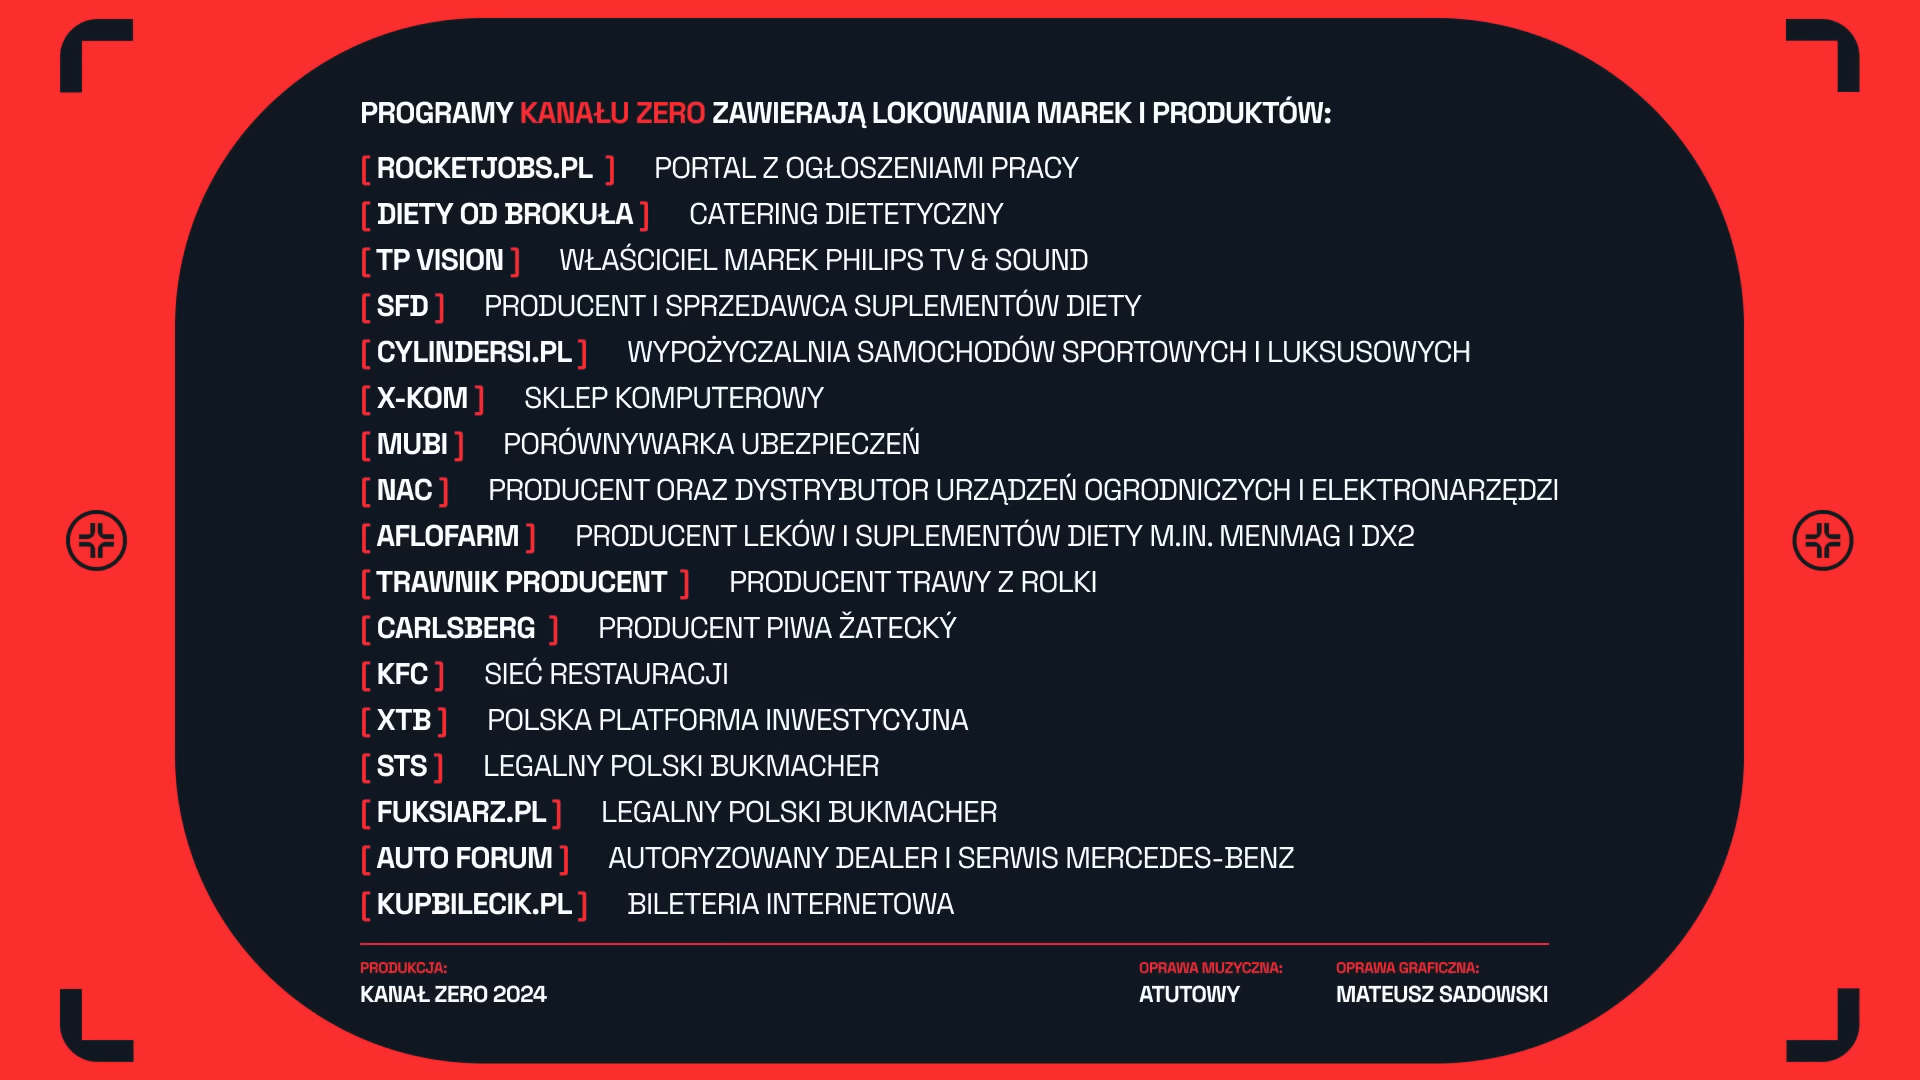 PROGRAMY KANAŁU ZERO ZAWIERAJĄ LOKOWANIA MAREK I PRODUKTÓW:
[ ROCKETJOBS.PL ] PORTAL Z OGŁOSZENIAMI PRACY
[ DIETY OD BROKUŁA ] CATERING DIETETYCZNY
[ TP VISION ] WŁAŚCICIEL MAREK PHILIPS TV & SOUND
[ SFD ] PRODUCENT I SPRZEDAWCA SUPLEMENTÓW DIETY
[ CYLINDERSI.PL ] WYPOŻYCZALNIA SAMOCHODÓW SPORTOWYCH I LUKSUSOWYCH
[ X-KOM ] SKLEP KOMPUTEROWY
[ MUBI ] PORÓWNYWARKA UBEZPIECZEŃ
[ NAC ] PRODUCENT ORAZ DYSTRYBUTOR URZĄDZEŃ OGRODNICZYCH I ELEKTRONARZĘDZI
[ AFLOFARM ] PRODUCENT LEKÓW I SUPLEMENTÓW DIETY M.IN. MENMAG I DX2
[ TRAWNIK PRODUCENT ] PRODUCENT TRAWY Z ROLKI
[ CARLSBERG ] PRODUCENT PIWA ŽATECKÝ
[ KFC ] SIEĆ RESTAURACJI
[ XTB ] POLSKA PLATFORMA INWESTYCYJNA
[ STS ] LEGALNY POLSKI BUKMACHER
[ FUKSIARZ.PL ] LEGALNY POLSKI BUKMACHER
[ AUTO FORUM ] AUTORYZOWANY DEALER I SERWIS MERCEDES-BENZ
[ KUPBILECIK.PL ] BILETERIA INTERNETOWA
PRODUKCJA:
KANAŁ ZERO 2024
OPRAWA MUZYCZNA:
ATUTOWY
OPRAWA GRAFICZNA:
MATEUSZ SADOWSKI